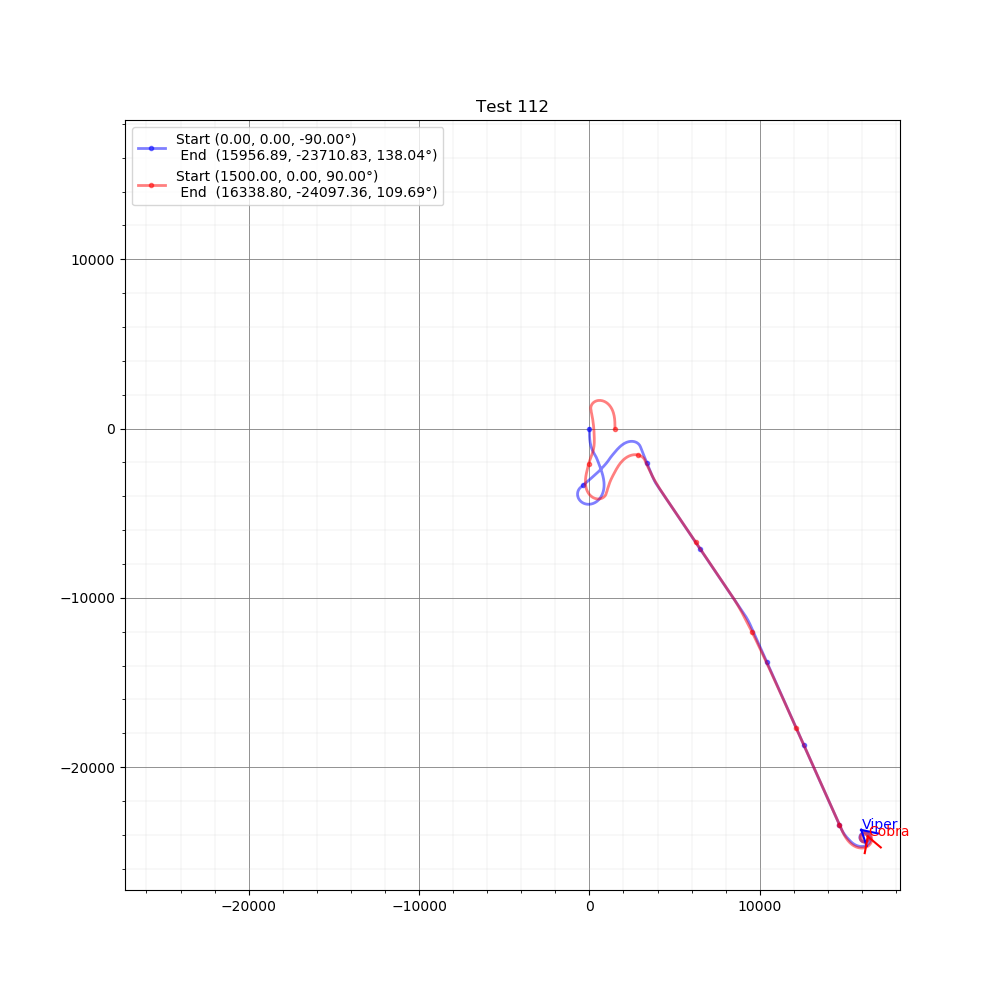 Test 112
Start (0.00, 0.00, -90.00°)
End  (15956.89, -23710.83, 138.04°)
Start (1500.00, 0.00, 90.00°)
End  (16338.80, -24097.36, 109.69°)
10000
0
−10000
−20000
Viper
Cobra
−20000
−10000
0
10000